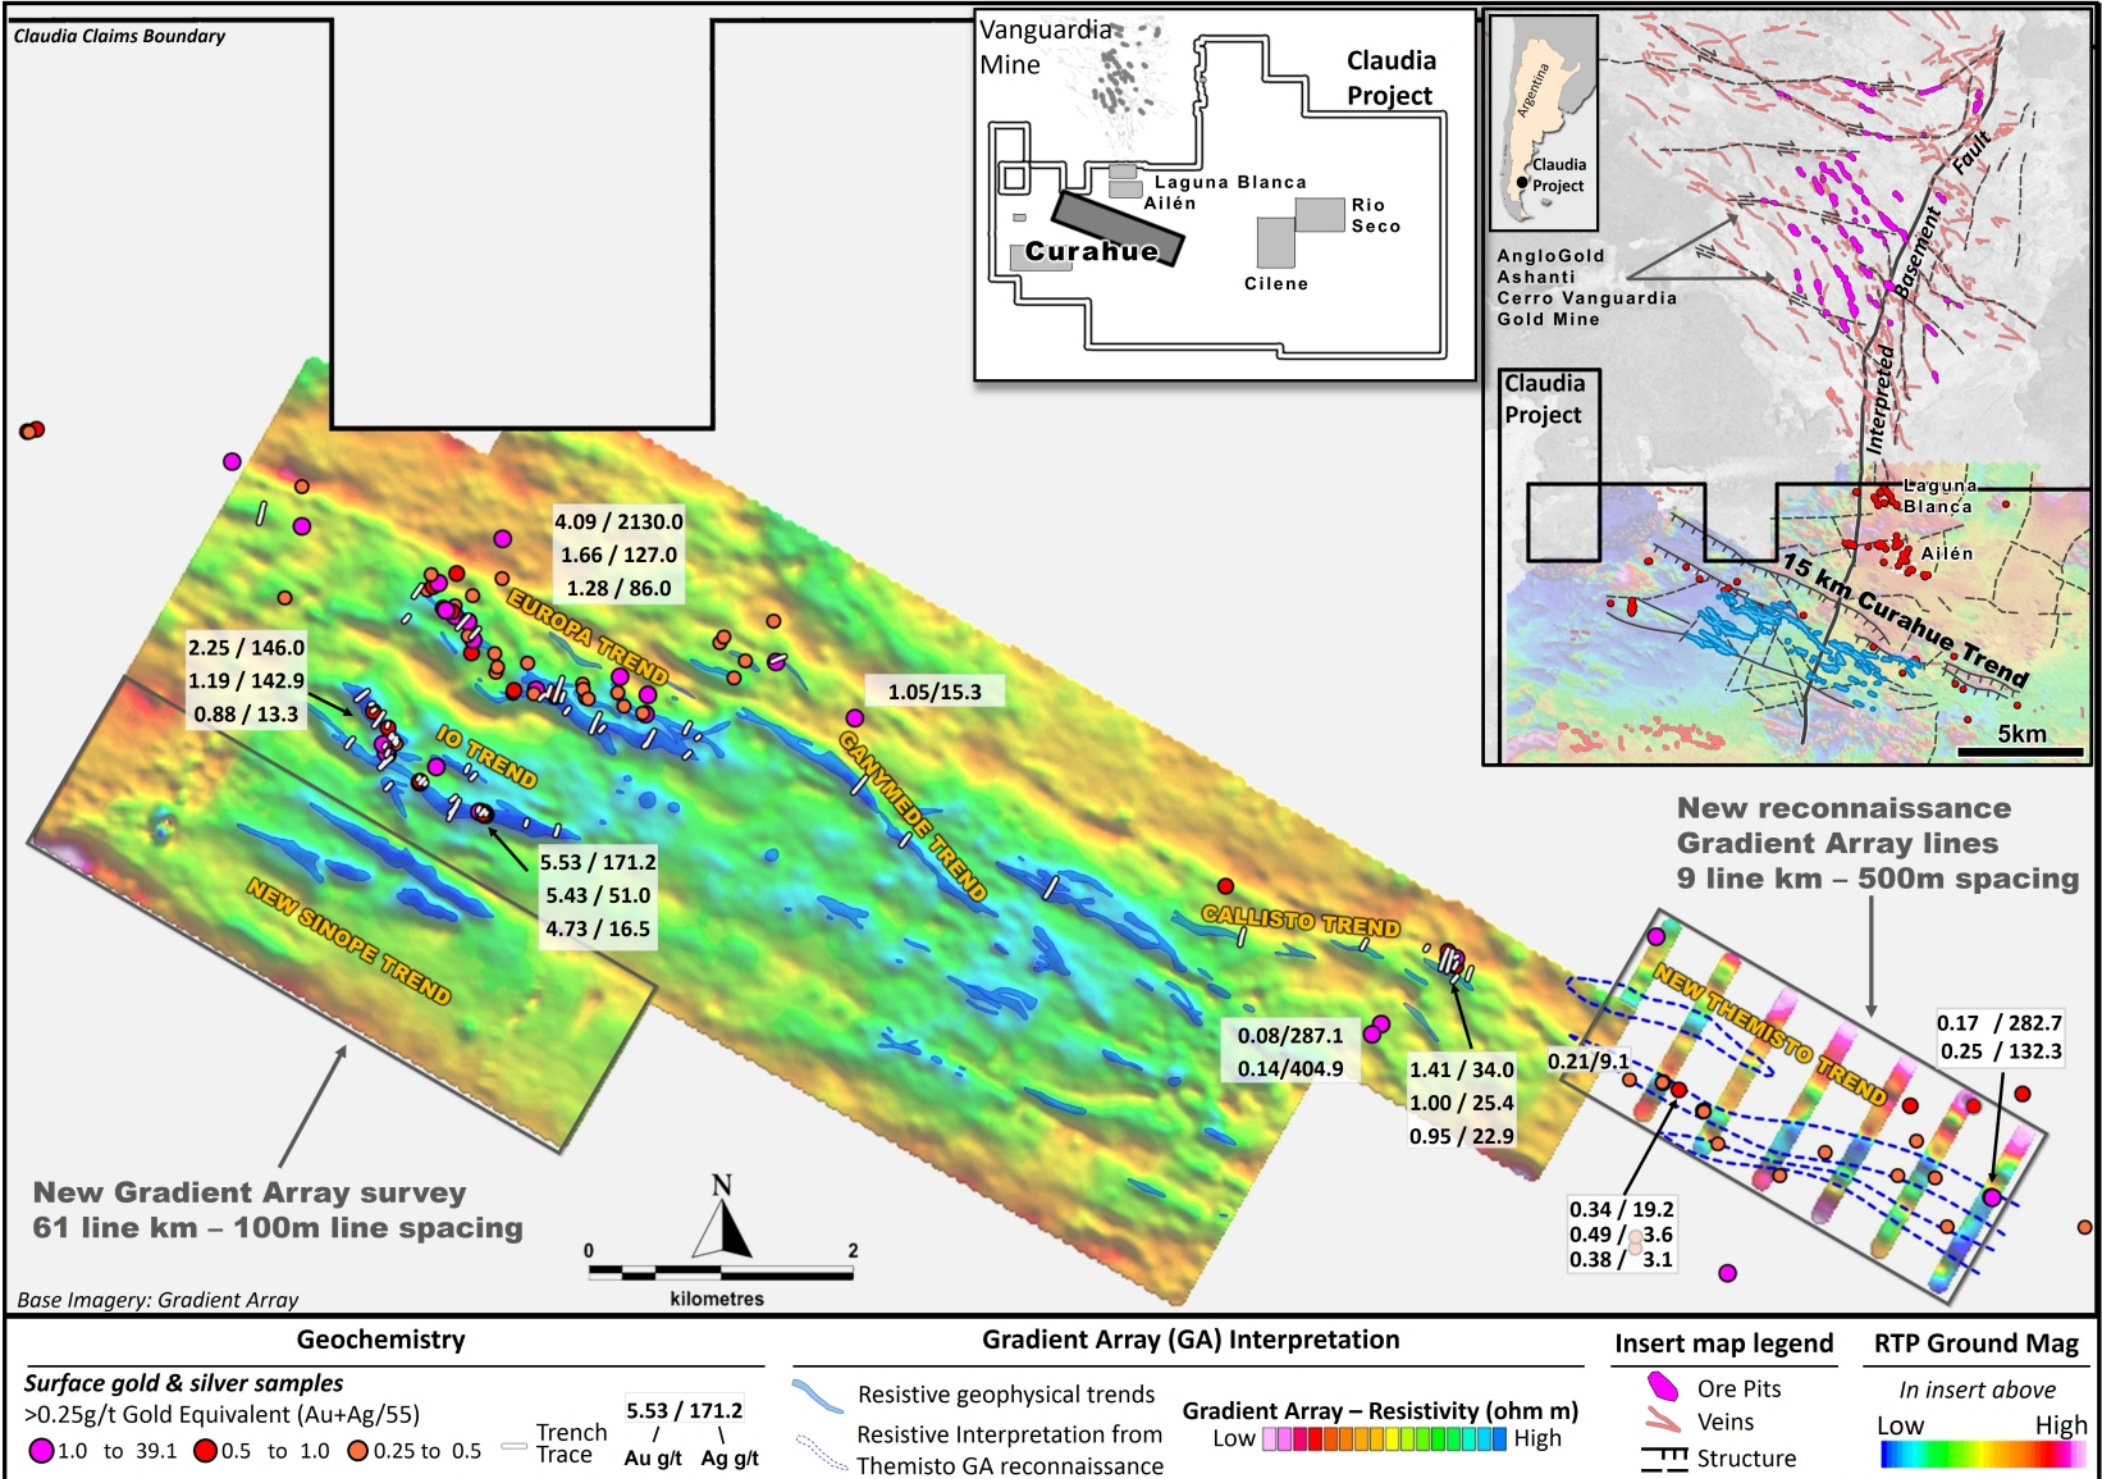 Claudia Claims Boundary
Vanguardia
Mine
Claudia
Project
Laguna Blanca
Ailén
Curahue
Rio
Seco
Cilene
Argentina
Claudia
Project
AngloGold
Ashanti
Cerro Vanguardia
Gold Mine
Interpreted Basement Fault
Claudia
Project
Laguna
Blanca
Ailén
15 km Curahue Trend
5km
4.09 / 2130.0
1.66 / 127.0
1.28 / 86.0
EUROPA TREND
2.25 / 146.0
1.19 / 142.9
0.88 / 13.3
IO TREND
1.05/15.3
GANYMEDE TREND
5.53 / 171.2
5.43 / 51.0
4.73 / 16.5
NEW SINOPE TREND
CALLISTO TREND
New reconnaissance
Gradient Array lines
9 line km – 500m spacing
NEW THEMISTO TREND
0.17 / 282.7
0.25 / 132.3
0.08/287.1
0.14/404.9
1.41 / 34.0
1.00 / 25.4
0.95 / 22.9
0.21/9.1
0.34 / 19.2
0.49 / 3.6
0.38 / 3.1
New Gradient Array survey
61 line km – 100m line spacing
N
0 2
kilometres
Base Imagery: Gradient Array
Geochemistry
Surface gold & silver samples
>0.25g/t Gold Equivalent (Au+Ag/55)
1.0 to 39.1
0.5 to 1.0
0.25 to 0.5
Trench
Trace
5.53 / 171.2
Au g/t Ag g/t
Gradient Array (GA) Interpretation
Resistive geophysical trends
Resistive Interpretation from
Themisto GA reconnaissance
Gradient Array – Resistivity (ohm m)
Low High
Insert map legend
Ore Pits
Veins
Structure
RTP Ground Mag
In insert above
Low High